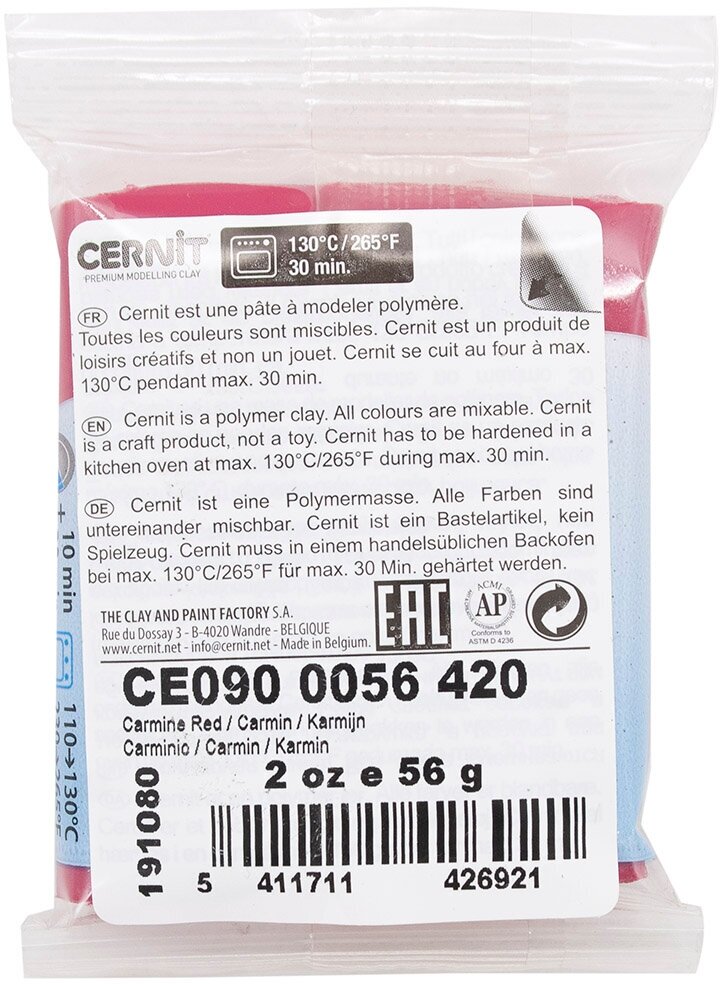 CERNIT
PREMIUM MODELLING CLAY
130°C/265°F
30 min.
FR Cernit est une pâte à modeler polymère.
Toutes les couleurs sont miscibles. Cernit est un produit de
loisirs créatifs et non un jouet. Cernit se cuit au four à max.
130°C pendant max. 30 min.
EN Cernit is a polymer clay. All colours are mixable. Cernit
is a craft product, not a toy. Cernit has to be hardened in a
kitchen oven at max. 130°C/265°F during max. 30 min.
DE Cernit ist eine Polymermasse. Alle Farben sind
untereinander mischbar. Cernit ist ein Bastelartikel, kein
Spielzeug. Cernit muss in einem handelsüblichen Backofen
bei max. 130°C/265°F für max. 30 Min. gehärtet werden.
THE CLAY AND PAINT FACTORY S.A.
Rue du Dossay 3 - B-4020 Wandre - BELGIQUE
www.cernit.net - info@cernit.net - Made in Belgium.
EAC
ACMI
AP
Conforms to
ASTM D 4236
CE090 0056 420
Carmine Red / Carmin / Karmijn
Carminio / Carmin / Karmin
2 oz e 56 g
191080
5 411711 426921
+ 10 min
110→130°C
230→265°F